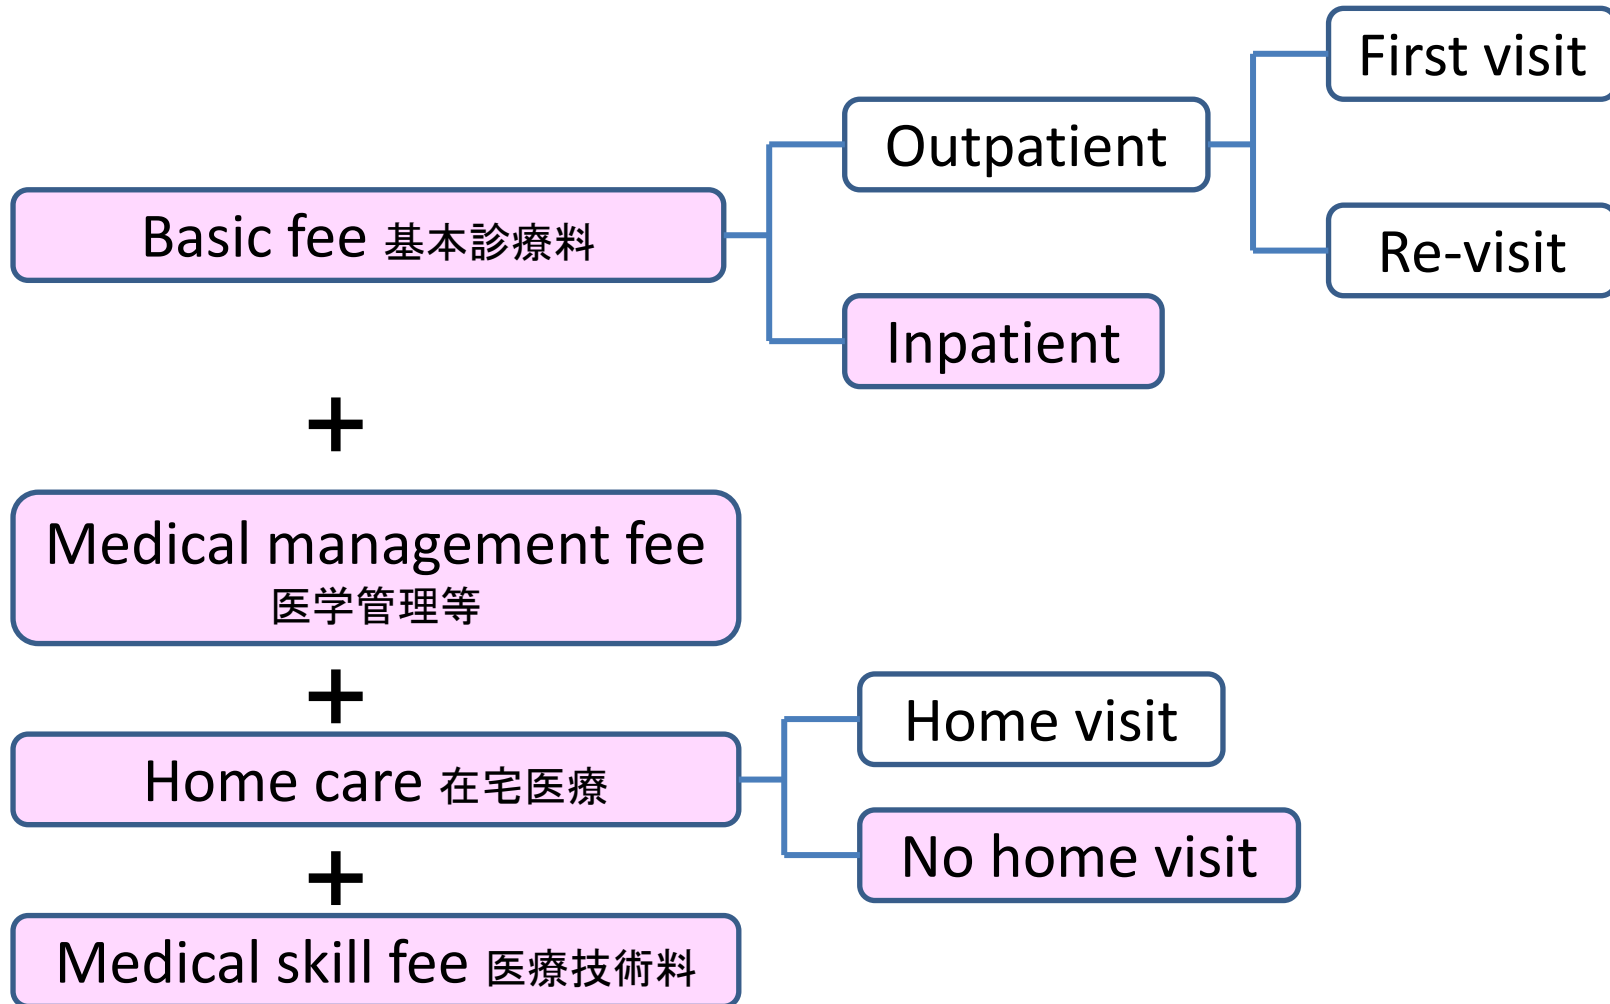 First visit
Outpatient
Basic fee 基本診療料
Re-visit
Inpatient
+
Medical management fee
医学管理等
+
Home visit
Home care 在宅医療
No home visit
+
Medical skill fee 医療技術料